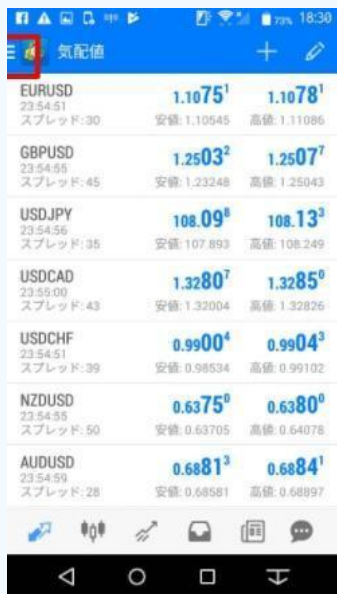 73% 18:30
気配値
EURUSD
23:54:51
スプレッド:30
1.1075¹ 1.1078¹
安値: 1.10545 高値: 1.11086
GBPUSD
23:54:55
スプレッド:45
1.2503² 1.2507⁷
安値: 1.23248 高値: 1.25043
USDJPY
23:54:56
スプレッド:35
108.09⁸ 108.13³
安値: 107.893 高値: 108.249
USDCAD
23:55:00
スプレッド:43
1.3280⁷ 1.3285⁰
安値: 1.32004 高値: 1.32826
USDCHF
23:54:51
スプレッド:39
0.9900⁴ 0.9904³
安値: 0.98534 高値: 0.99102
NZDUSD
23:54:55
スプレッド:50
0.6375⁰ 0.6380⁰
安値: 0.63705 高値: 0.64078
AUDUSD
23:54:59
スプレッド:28
0.6881³ 0.6884¹
安値: 0.68581 高値: 0.68897